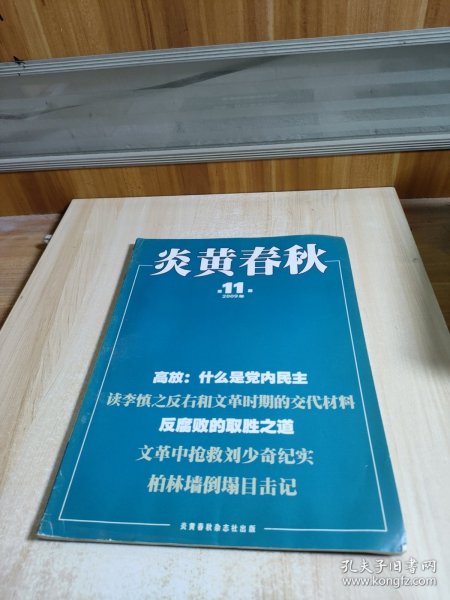 炎黄春秋
第11期
2009年
高放：什么是党内民主
读李慎之反右和文革时期的交代材料
反腐败的取胜之道
文革中抢救刘少奇纪实
柏林墙倒塌目击记
炎黄春秋杂志社出版
孔夫子旧书网
www.kongfz.com